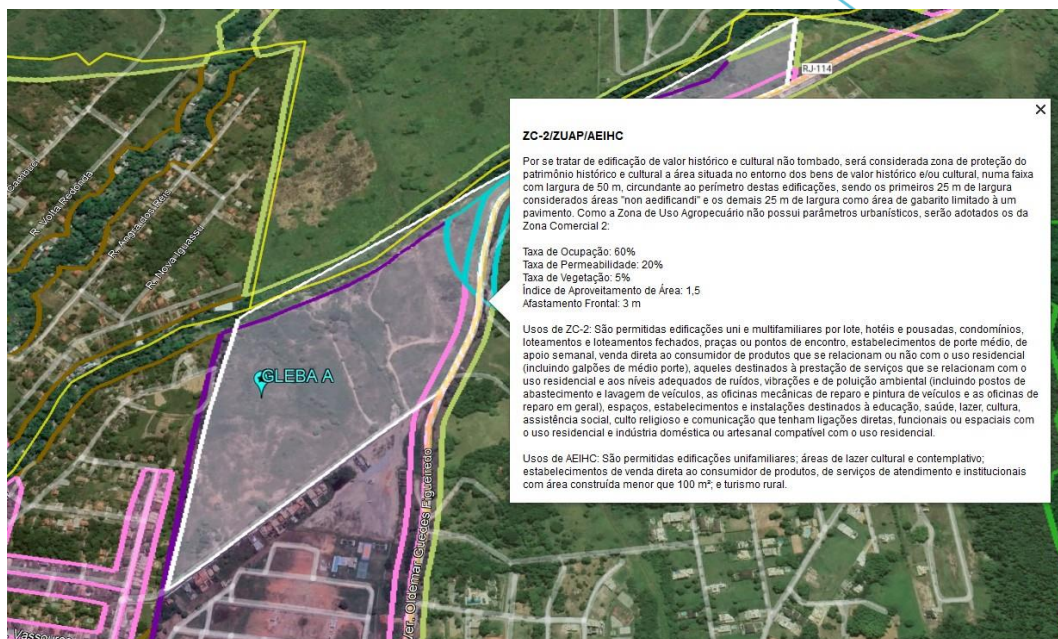 RJ-114
ZC-2/ZUAP/AEIHC
Por se tratar de edificação de valor histórico e cultural não tombado, será considerada zona de proteção do
patrimônio histórico e cultural a área situada no entorno dos bens de valor histórico e/ou cultural, numa faixa
com largura de 50 m, circundante ao perímetro destas edificações, sendo os primeiros 25 m de largura
considerados áreas "non aedificandi" e os demais 25 m de largura como área de gabarito limitado à um
pavimento. Como a Zona de Uso Agropecuário não possui parâmetros urbanísticos, serão adotados os da
Zona Comercial 2:
Taxa de Ocupação: 60%
Taxa de Permeabilidade: 20%
Taxa de Vegetação: 5%
Índice de Aproveitamento de Área: 1,5
Afastamento Frontal: 3 m
Usos de ZC-2: São permitidas edificações uni e multifamiliares por lote, hotéis e pousadas, condomínios,
loteamentos e loteamentos fechados, praças ou pontos de encontro, estabelecimentos de porte médio, de
apoio semanal, venda direta ao consumidor de produtos que se relacionam ou não com o uso residencial
(incluindo galpões de médio porte), aqueles destinados à prestação de serviços que se relacionam com o
uso residencial e aos níveis adequados de ruídos, vibrações e de poluição ambiental (incluindo postos de
abastecimento e lavagem de veículos, as oficinas mecânicas de reparo e pintura de veículos e as oficinas de
reparo em geral), espaços, estabelecimentos e instalações destinados à educação, saúde, lazer, cultura,
assistência social, culto religioso e comunicação que tenham ligações diretas, funcionais ou espaciais com
o uso residencial e indústria doméstica ou artesanal compatível com o uso residencial.
Usos de AEIHC: São permitidas edificações unifamiliares; áreas de lazer cultural e contemplativo;
estabelecimentos de venda direta ao consumidor de produtos, de serviços de atendimento e institucionais
com área construída menor que 100 m²; e turismo rural.
R. Volta Redonda
R. Angra dos Reis
R. Nova Iguassu
GLEBA A
Ver. Oldemar Guedes Figueiredo